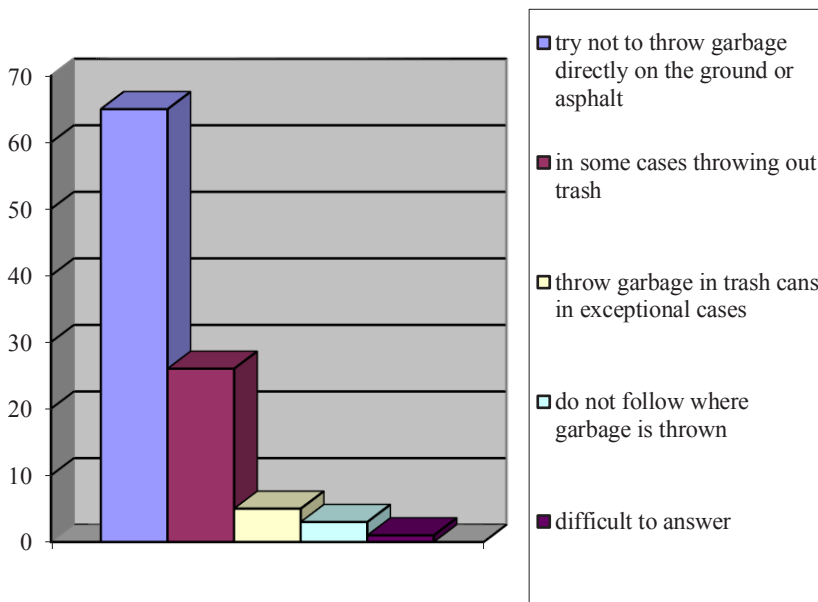 70
60
50
40
30
20
10
0
try not to throw garbage
directly on the ground or
asphalt
in some cases throwing out
trash
throw garbage in trash cans
in exceptional cases
do not follow where
garbage is thrown
difficult to answer